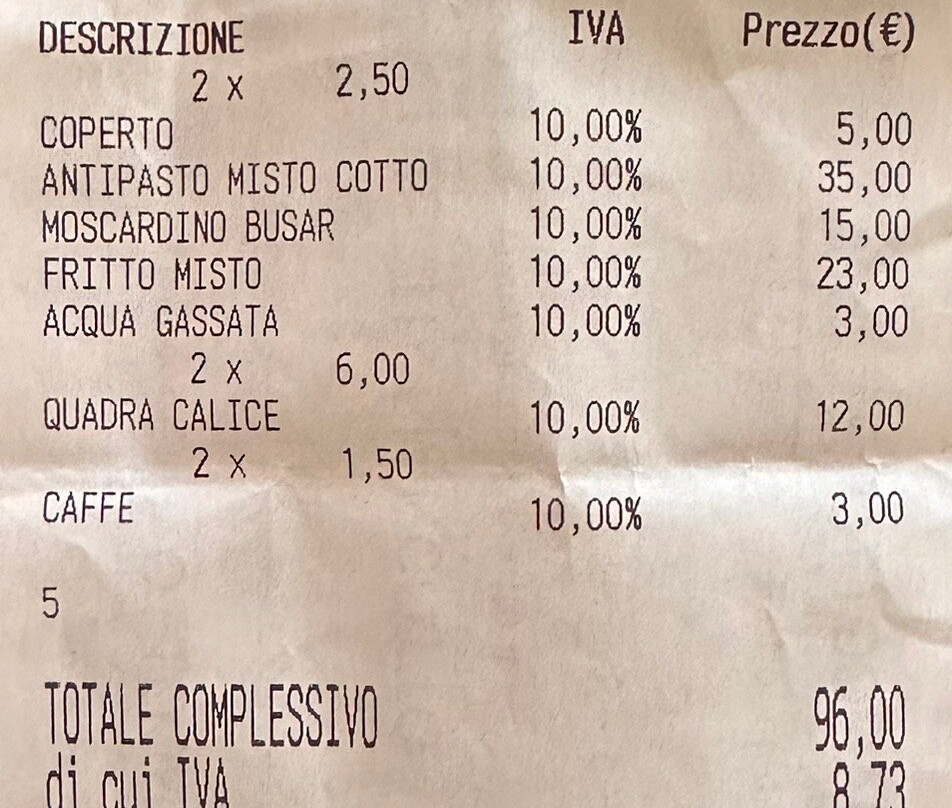 DESCRIZIONE IVA Prezzo(€)
2 x 2,50
COPERTO 10,00% 5,00
ANTIPASTO MISTO COTTO 10,00% 35,00
MOSCARDINO BUSAR 10,00% 15,00
FRITTO MISTO 10,00% 23,00
ACQUA GASSATA 10,00% 3,00
2 x 6,00
QUADRA CALICE 10,00% 12,00
2 x 1,50
CAFFE 10,00% 3,00
5
TOTALE COMPLESSIVO 96,00
di cui IVA 8,73